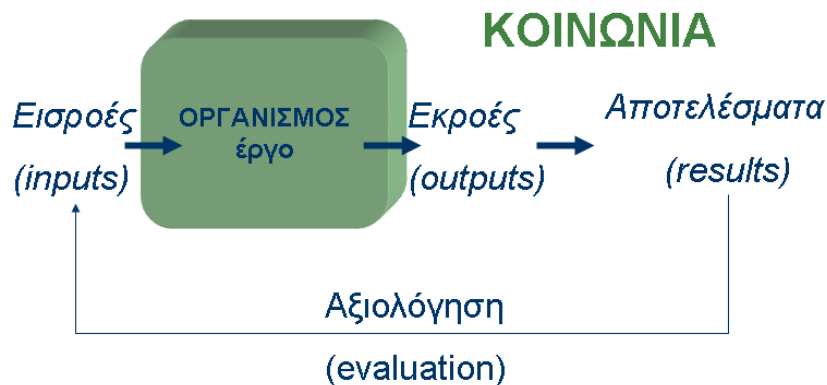 ΚΟΙΝΩΝΙΑ
Εισροές
(inputs)
ΟΡΓΑΝΙΣΜΟΣ
έργο
Εκροές
(outputs)
Αποτελέσματα
(results)
Αξιολόγηση
(evaluation)